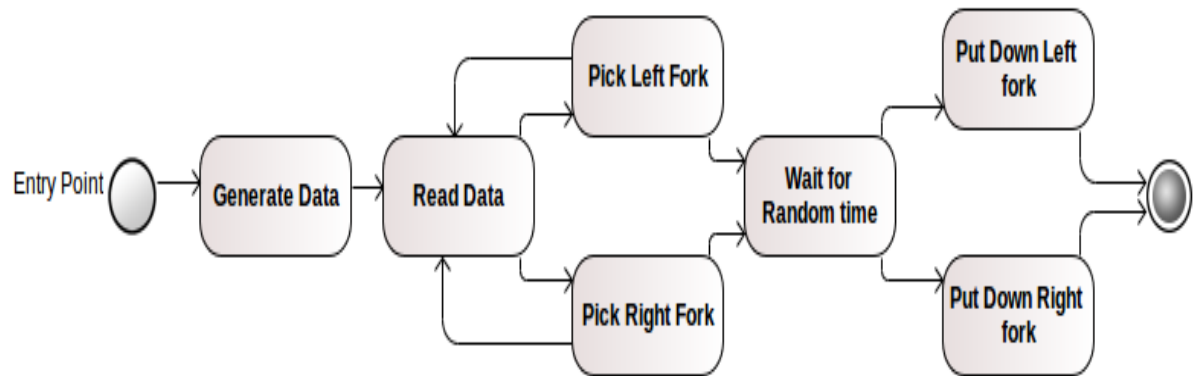 Entry Point
Generate Data
Read Data
Pick Left Fork
Pick Right Fork
Wait for
Random time
Put Down Left
fork
Put Down Right
fork